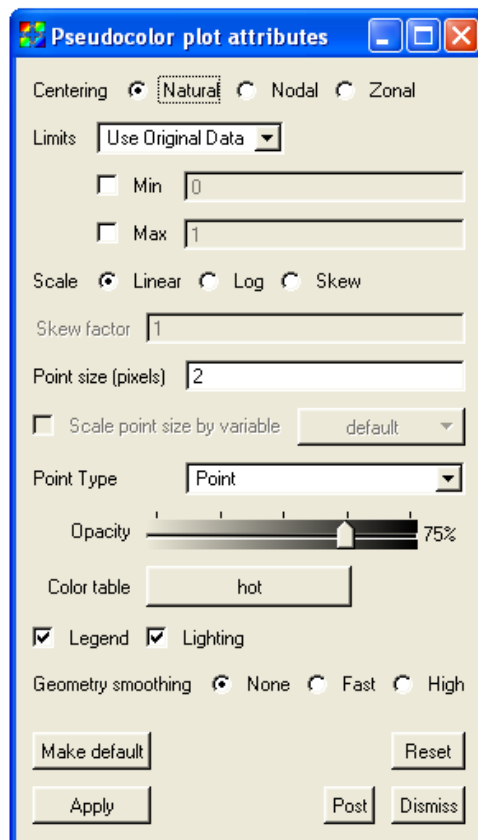 Pseudocolor plot attributes
Centering Natural Nodal Zonal
Limits Use Original Data
Min 0
Max 1
Scale Linear Log Skew
Skew factor 1
Point size (pixels) 2
Scale point size by variable default
Point Type Point
Opacity 75%
Color table hot
Legend Lighting
Geometry smoothing None Fast High
Make default Reset
Apply Post Dismiss